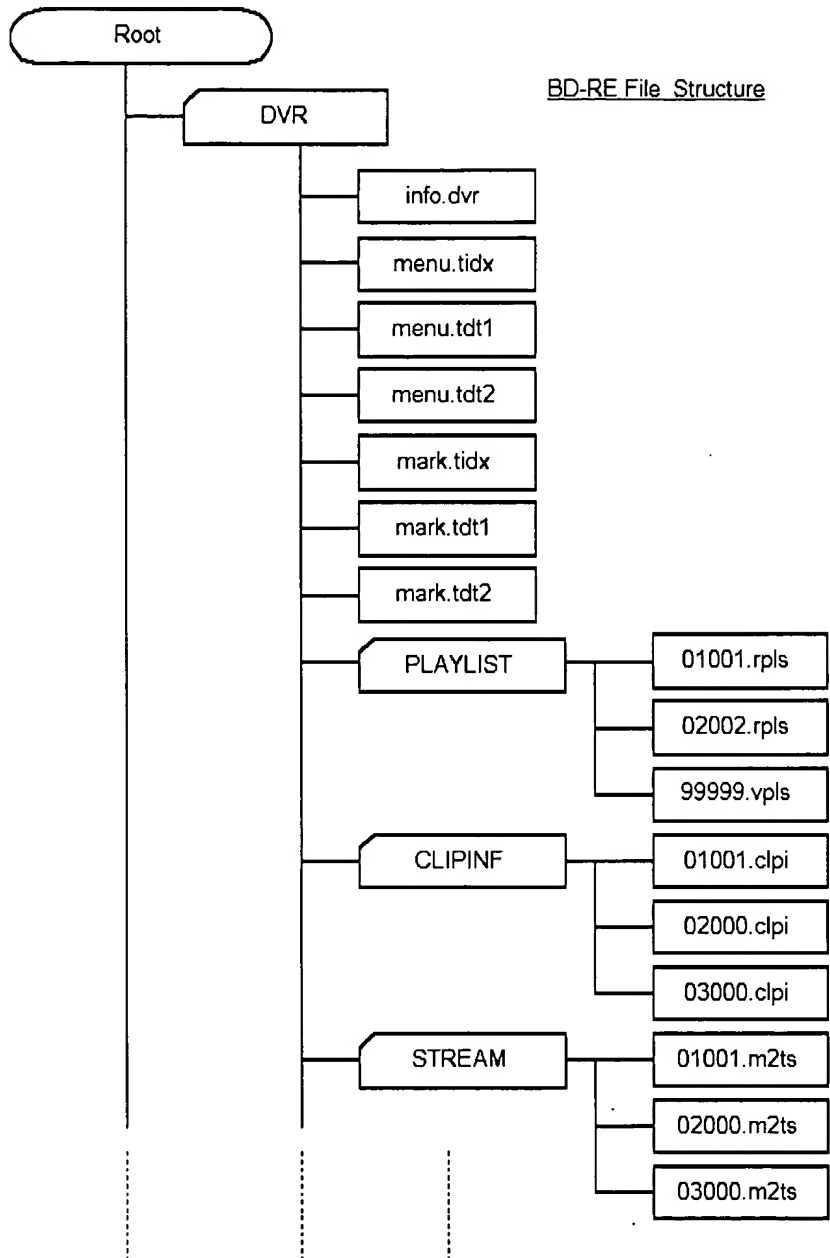 Root
BD-RE File Structure
DVR
info.dvr
menu.tidx
menu.tdt1
menu.tdt2
mark.tidx
mark.tdt1
mark.tdt2
PLAYLIST
01001.rpls
02002.rpls
99999.vpls
CLIPINF
01001.clpi
02000.clpi
03000.clpi
STREAM
01001.m2ts
02000.m2ts
03000.m2ts